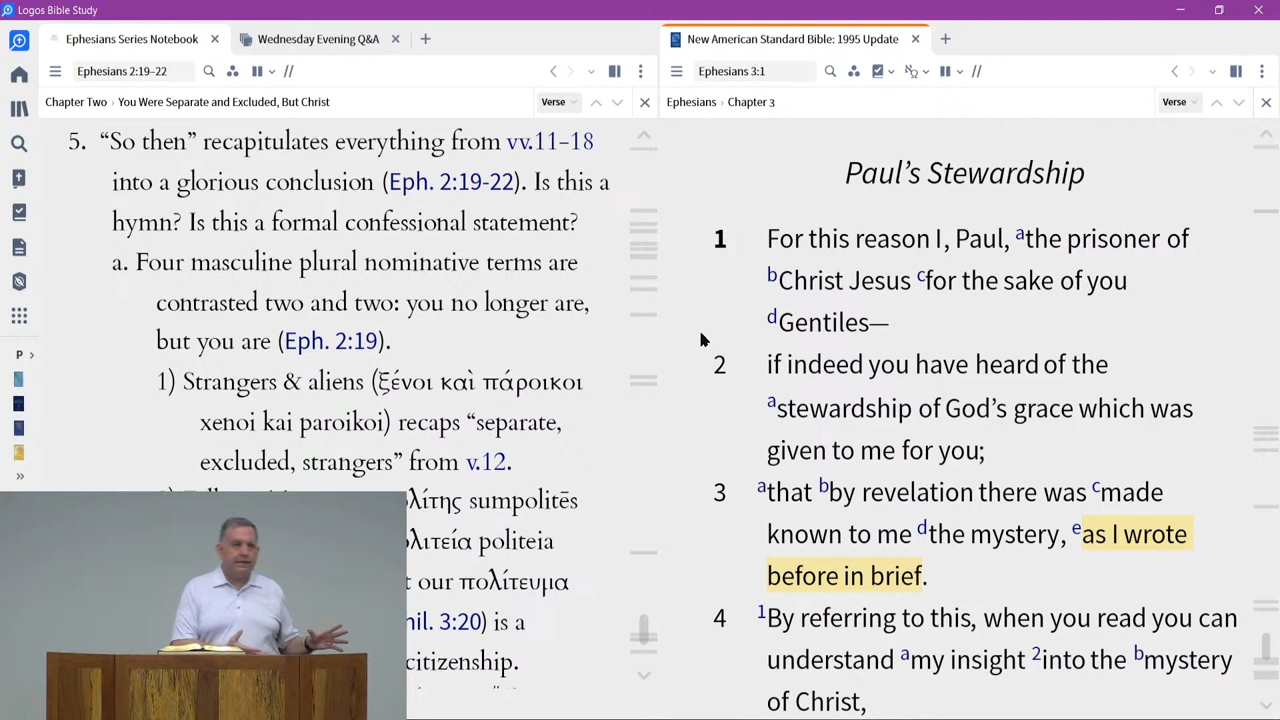 Logos Bible Study
Ephesians Series Notebook
Wednesday Evening Q&A
New American Standard Bible: 1995 Update
Ephesians 2:19–22
Ephesians 3:1
Chapter Two › You Were Separate and Excluded, But Christ
Verse
Ephesians › Chapter 3
Verse
P
5. “So then” recapitulates everything from vv.11–18
into a glorious conclusion (Eph. 2:19-22). Is this a
hymn? Is this a formal confessional statement?
a. Four masculine plural nominative terms are
contrasted two and two: you no longer are,
but you are (Eph. 2:19).
1) Strangers & aliens (ξένοι καὶ πάροικοι
xenoi kai paroikoi) recaps “separate,
excluded, strangers” from v.12.
λίτης sumpolitēs
λιτεία politeia
t our πολίτευμα
hil. 3:20) is a
citizenship.
Paul’s Stewardship
1 For this reason I, Paul, ᵃthe prisoner of
ᵇChrist Jesus ᶜfor the sake of you
ᵈGentiles—
2 if indeed you have heard of the
ᵃstewardship of God’s grace which was
given to me for you;
3 ᵃthat ᵇby revelation there was ᶜmade
known to me ᵈthe mystery, ᵉas I wrote
before in brief.
4 ¹By referring to this, when you read you can
understand ᵃmy insight ²into the ᵇmystery
of Christ,